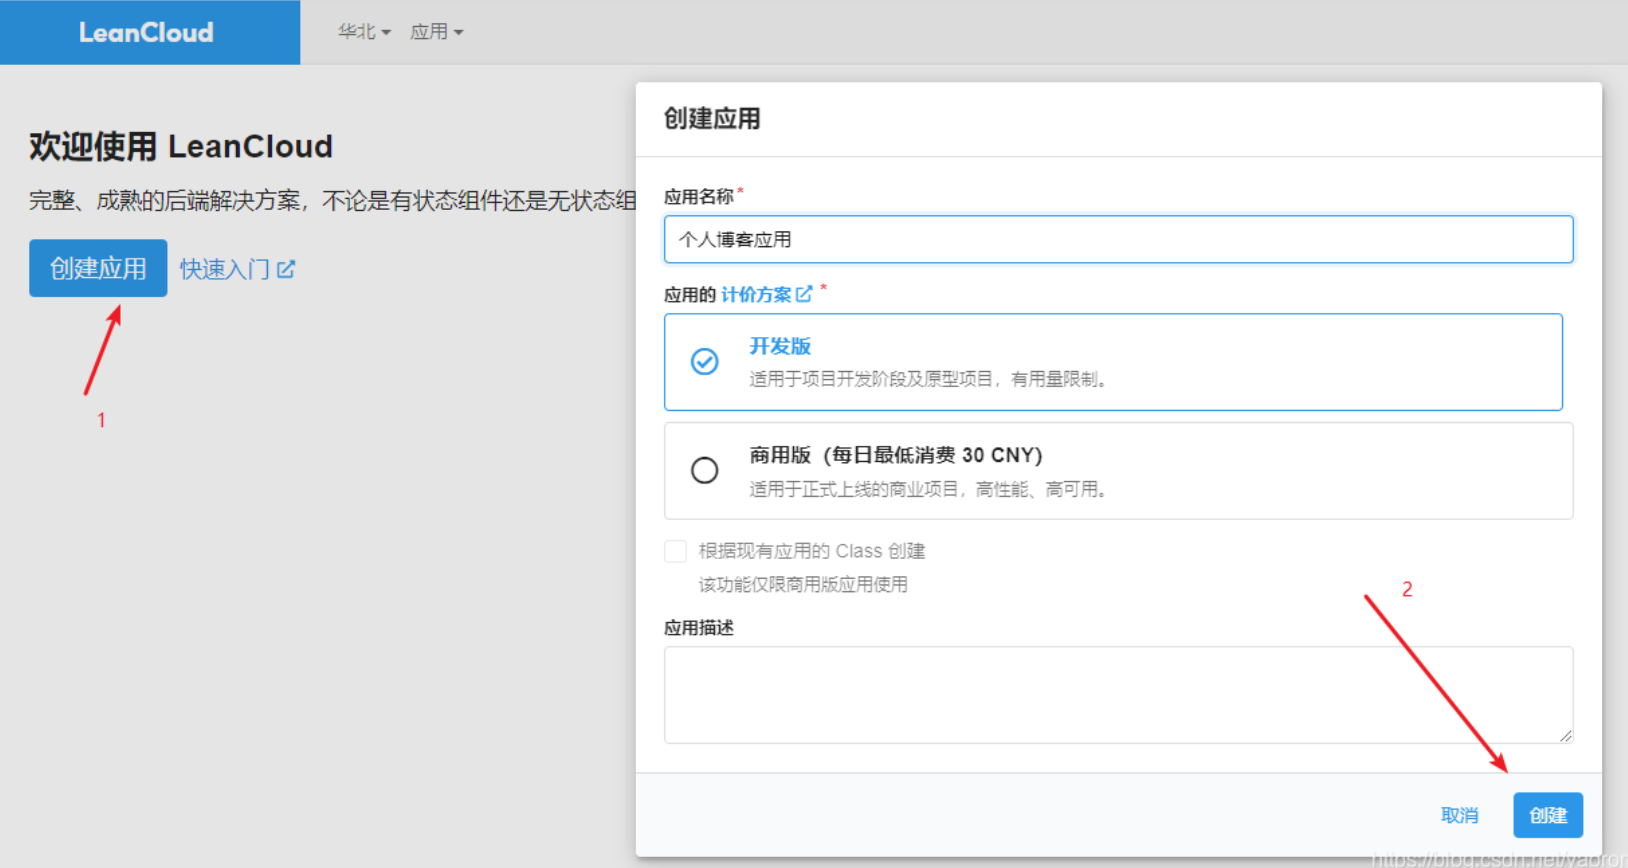 LeanCloud
华北
应用
欢迎使用 LeanCloud
完整、成熟的后端解决方案，不论是有状态组件还是无状态组
创建应用
快速入门
1
创建应用
应用名称*
个人博客应用
应用的 计价方案 *
开发版
适用于项目开发阶段及原型项目，有用量限制。
商用版（每日最低消费 30 CNY）
适用于正式上线的商业项目，高性能、高可用。
根据现有应用的 Class 创建
该功能仅限商用版应用使用
2
应用描述
取消
创建
https://blog.csdn.net/yaoror